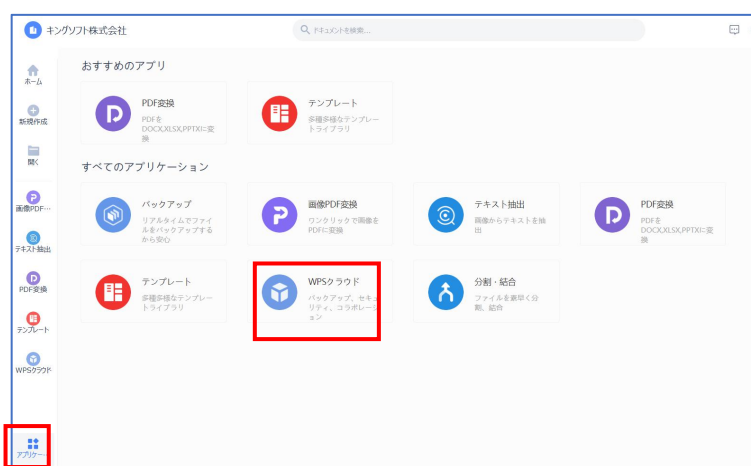 キングソフト株式会社
ドキュメントを検索...
ホーム
新規作成
開く
画像PDF…
テキスト抽出
PDF変換
テンプレート
WPSクラウド
アプリケー…
おすすめのアプリ
PDF変換
PDFを
DOCX,XLSX,PPTXに変
換
テンプレート
多種多様なテンプレー
トライブラリ
すべてのアプリケーション
バックアップ
リアルタイムでファイ
ルをバックアップする
から安心
画像PDF変換
ワンクリックで画像を
PDFに変換
テキスト抽出
画像からテキストを抽
出
PDF変換
PDFを
DOCX,XLSX,PPTXに変
換
テンプレート
多種多様なテンプレー
トライブラリ
WPSクラウド
バックアップ、セキュ
リティ、コラボレーシ
ョン
分割・結合
ファイルを素早く分
割、結合